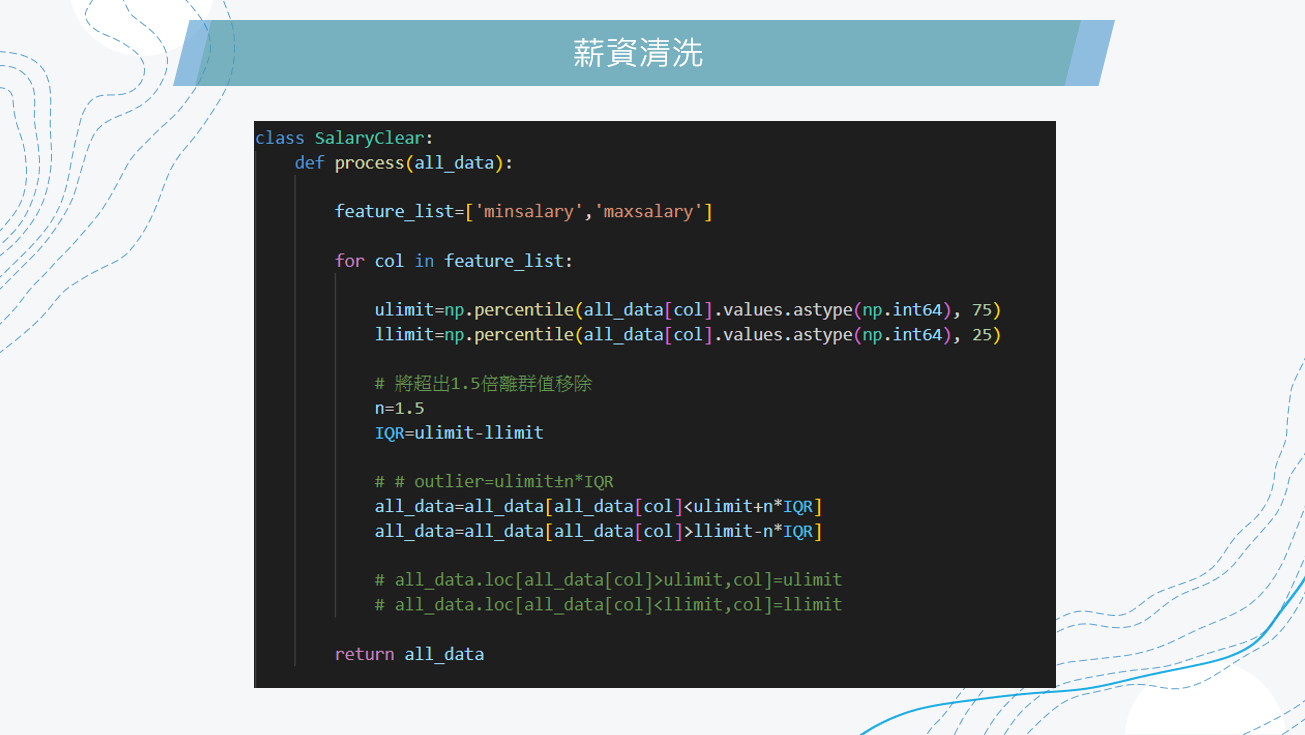 薪資清洗
class SalaryClear:
    def process(all_data):
        feature_list=['minsalary','maxsalary']
        for col in feature_list:
            ulimit=np.percentile(all_data[col].values.astype(np.int64), 75)
            llimit=np.percentile(all_data[col].values.astype(np.int64), 25)
            # 將超出1.5倍離群值移除
            n=1.5
            IQR=ulimit-llimit
            # # outlier=ulimit±n*IQR
            all_data=all_data[all_data[col]<ulimit+n*IQR]
            all_data=all_data[all_data[col]>llimit-n*IQR]
            # all_data.loc[all_data[col]>ulimit,col]=ulimit
            # all_data.loc[all_data[col]<llimit,col]=llimit
        return all_data